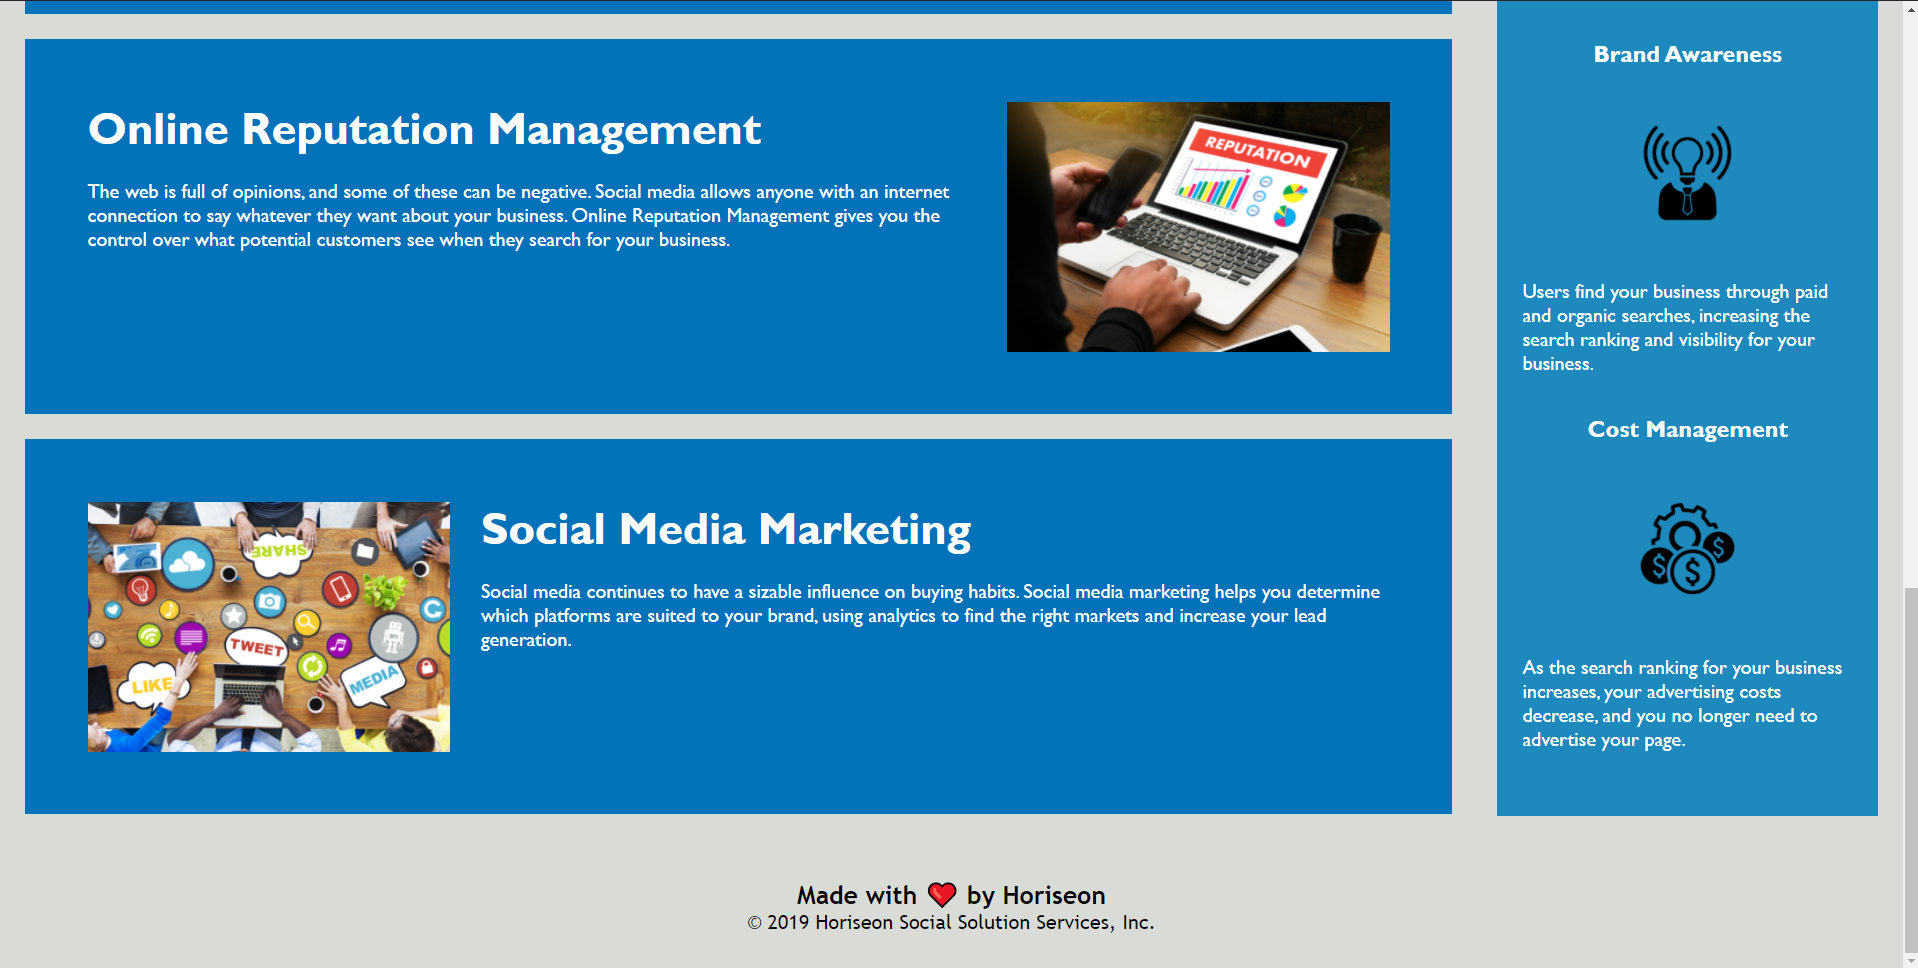 Online Reputation Management
The web is full of opinions, and some of these can be negative. Social media allows anyone with an internet
connection to say whatever they want about your business. Online Reputation Management gives you the
control over what potential customers see when they search for your business.
REPUTATION
SHARE
TWEET
LIKE
MEDIA
Social Media Marketing
Social media continues to have a sizable influence on buying habits. Social media marketing helps you determine
which platforms are suited to your brand, using analytics to find the right markets and increase your lead
generation.
Brand Awareness
Users find your business through paid
and organic searches, increasing the
search ranking and visibility for your
business.
Cost Management
$ $ $
As the search ranking for your business
increases, your advertising costs
decrease, and you no longer need to
advertise your page.
Made with ❤️ by Horiseon
© 2019 Horiseon Social Solution Services, Inc.